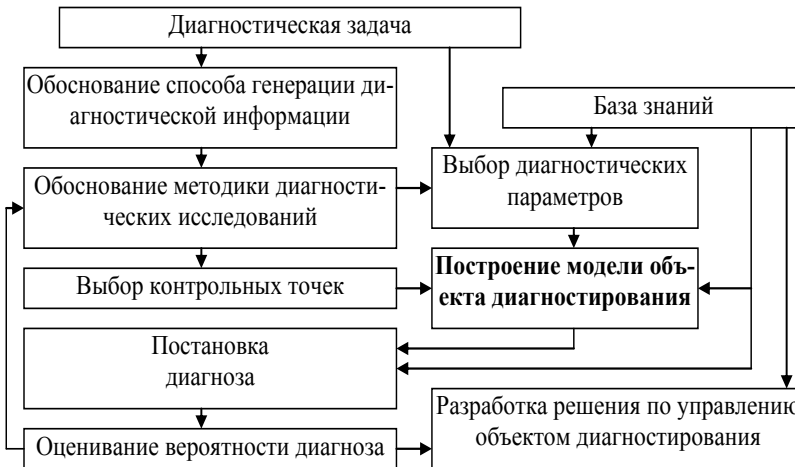 Диагностическая задача
Обоснование способа генерации ди-
агностической информации
База знаний
Обоснование методики диагности-
ческих исследований
Выбор диагностических
параметров
Выбор контрольных точек
Построение модели объ-
екта диагностирования
Постановка
диагноза
Разработка решения по управлению
объектом диагностирования
Оценивание вероятности диагноза